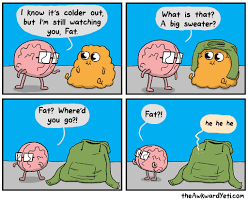 I know it's colder out,
but I'm still watching
you, Fat.
What is that?
A big sweater?
Fat? Where'd
you go?!
Fat?!
he he he
theAwkwardYeti.com